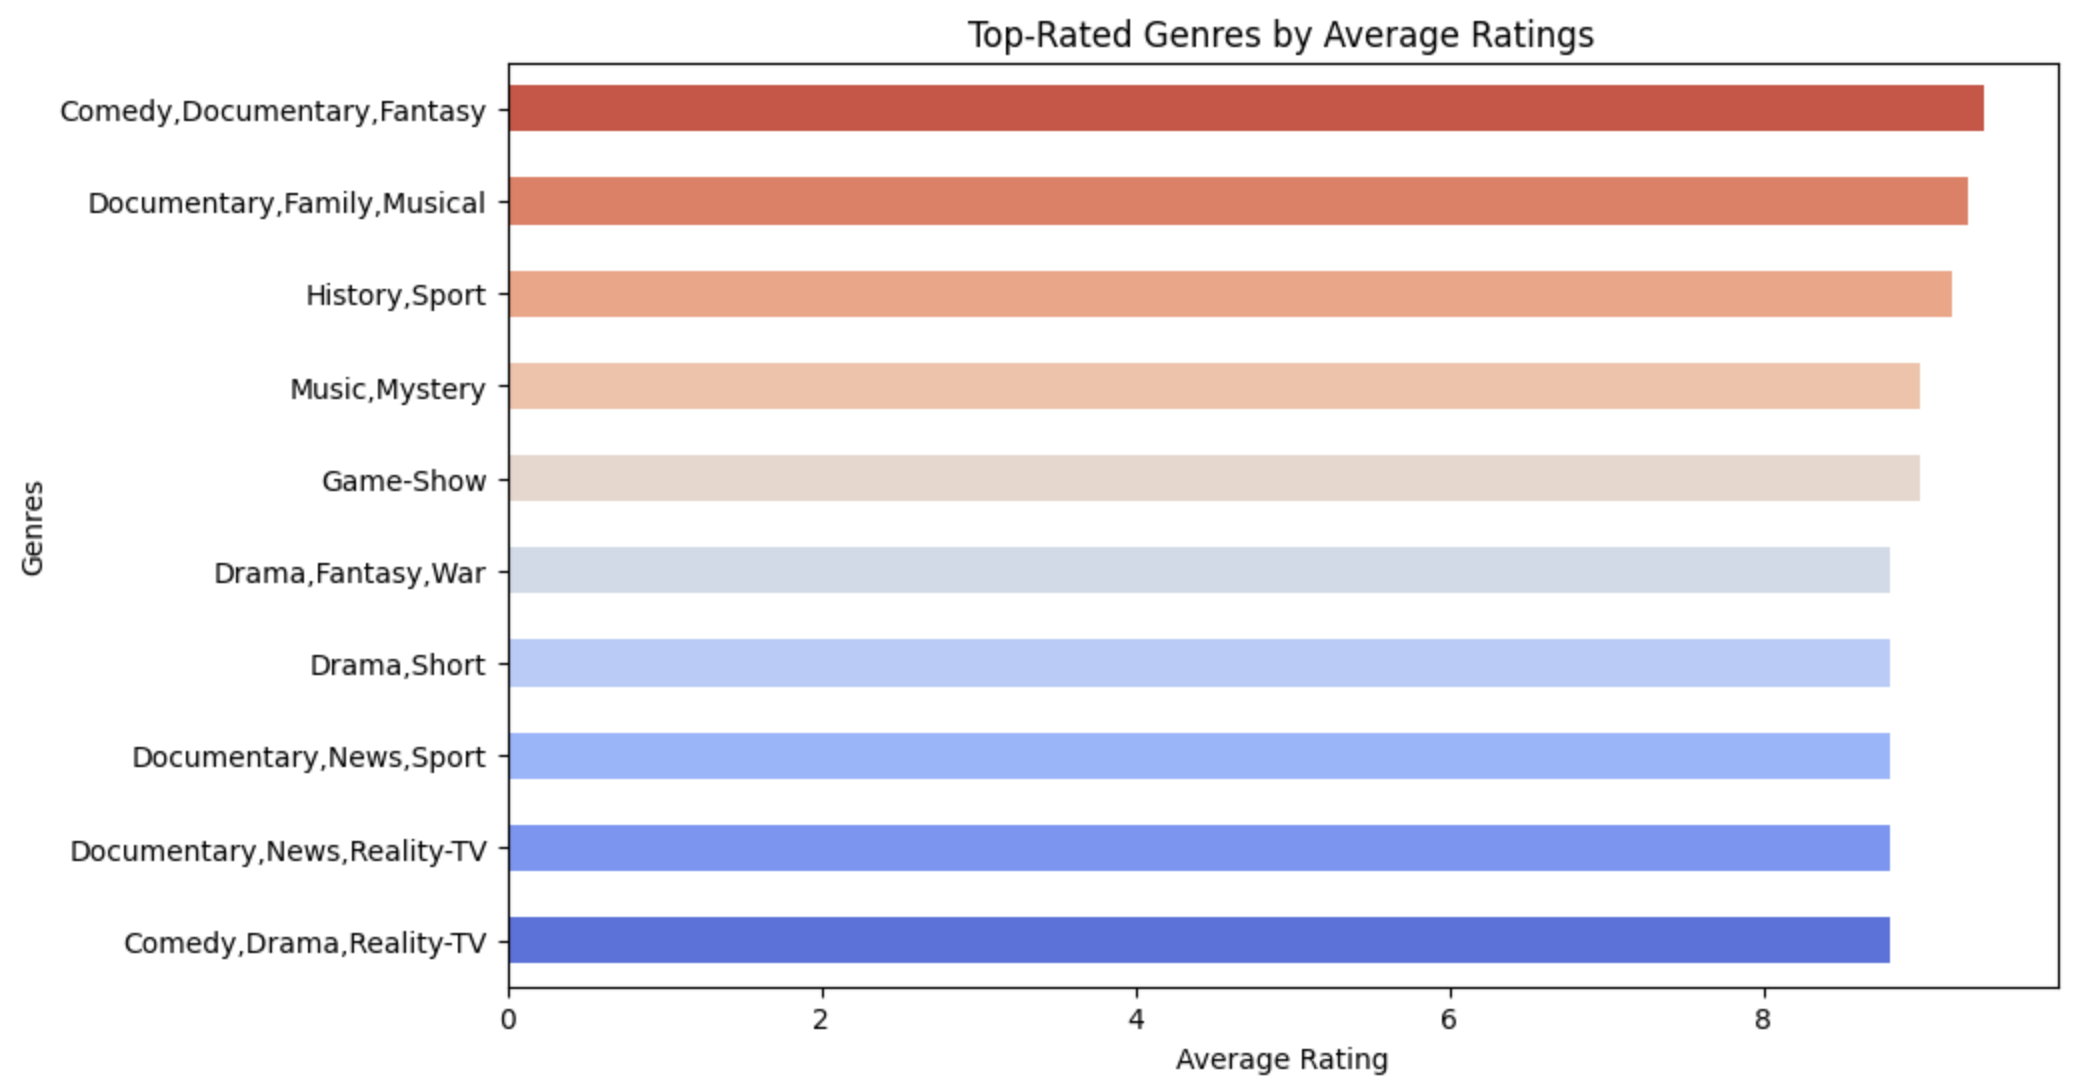 Top-Rated Genres by Average Ratings
Comedy,Documentary,Fantasy
Documentary,Family,Musical
History,Sport
Music,Mystery
Game-Show
Drama,Fantasy,War
Drama,Short
Documentary,News,Sport
Documentary,News,Reality-TV
Comedy,Drama,Reality-TV
Genres
0 2 4 6 8
Average Rating